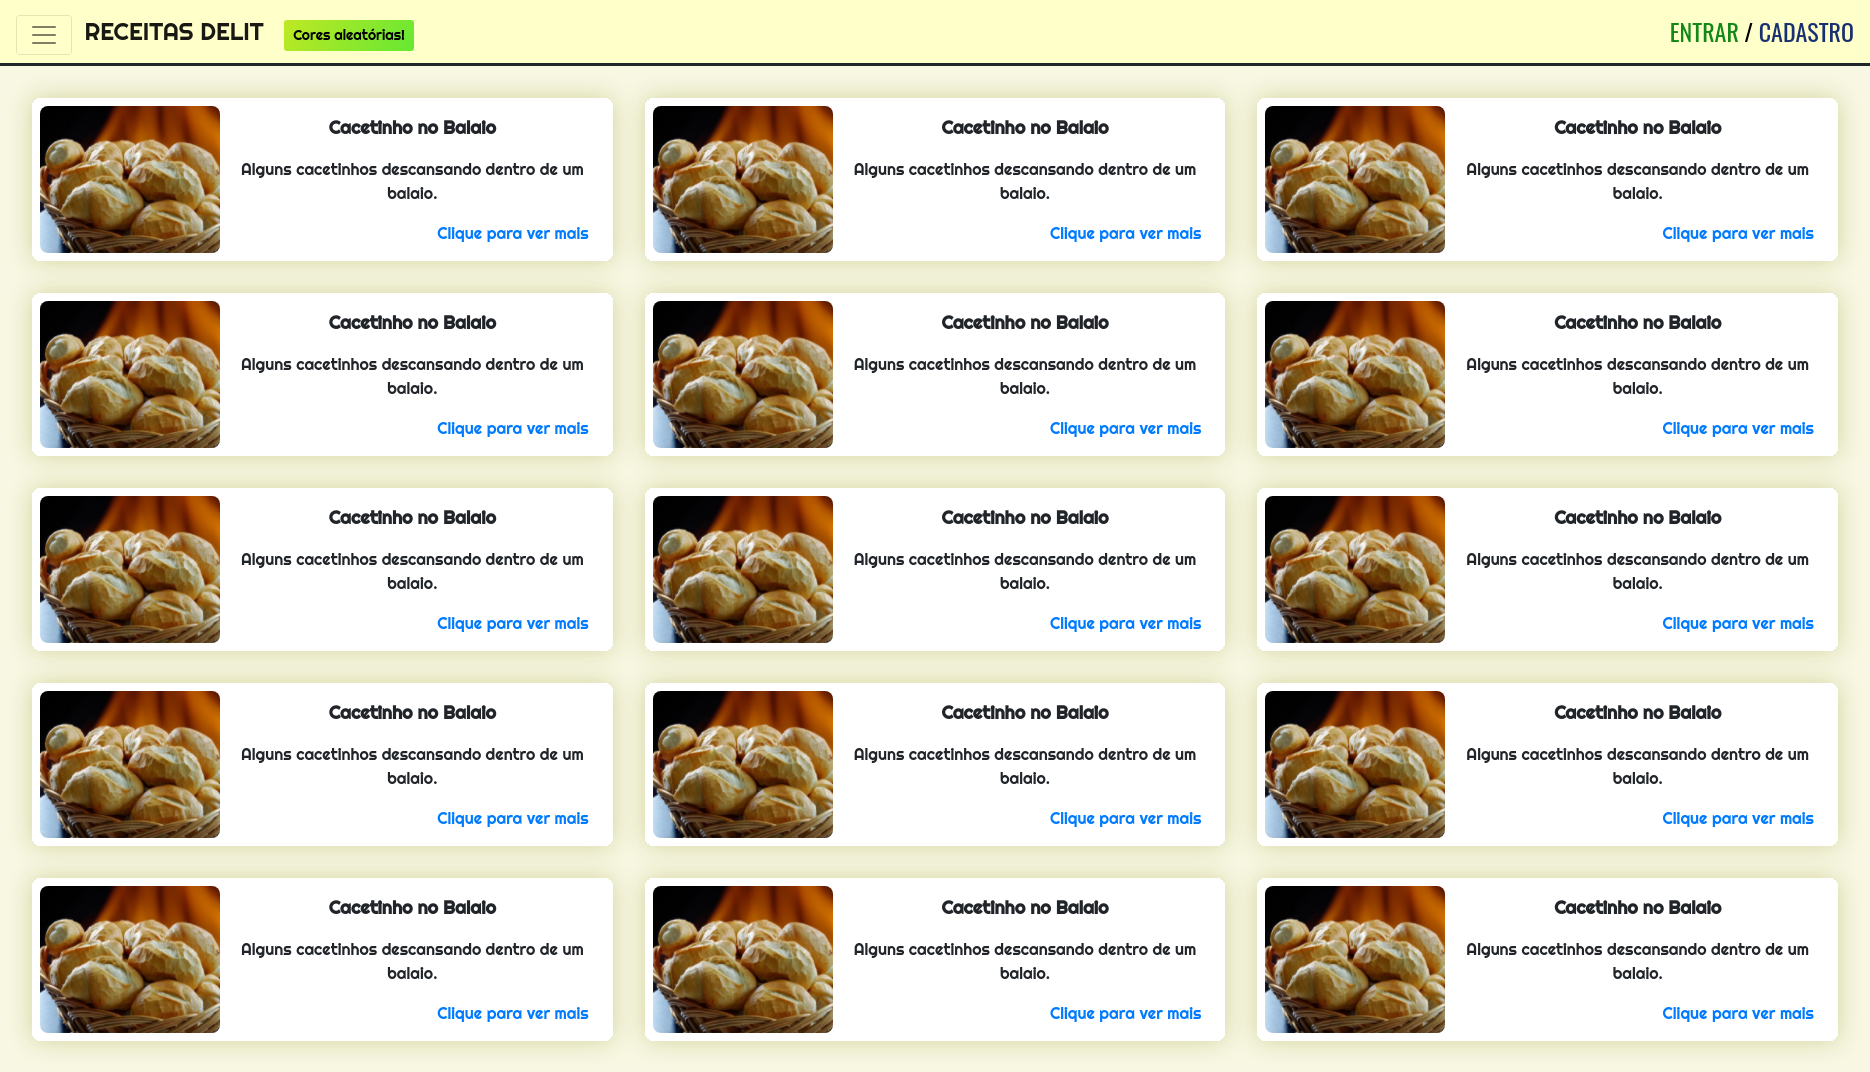 RECEITAS DELIT
Cores aleatórias!
ENTRAR / CADASTRO
Cacetinho no Balaio
Alguns cacetinhos descansando dentro de um
balaio.
Clique para ver mais
Cacetinho no Balaio
Alguns cacetinhos descansando dentro de um
balaio.
Clique para ver mais
Cacetinho no Balaio
Alguns cacetinhos descansando dentro de um
balaio.
Clique para ver mais
Cacetinho no Balaio
Alguns cacetinhos descansando dentro de um
balaio.
Clique para ver mais
Cacetinho no Balaio
Alguns cacetinhos descansando dentro de um
balaio.
Clique para ver mais
Cacetinho no Balaio
Alguns cacetinhos descansando dentro de um
balaio.
Clique para ver mais
Cacetinho no Balaio
Alguns cacetinhos descansando dentro de um
balaio.
Clique para ver mais
Cacetinho no Balaio
Alguns cacetinhos descansando dentro de um
balaio.
Clique para ver mais
Cacetinho no Balaio
Alguns cacetinhos descansando dentro de um
balaio.
Clique para ver mais
Cacetinho no Balaio
Alguns cacetinhos descansando dentro de um
balaio.
Clique para ver mais
Cacetinho no Balaio
Alguns cacetinhos descansando dentro de um
balaio.
Clique para ver mais
Cacetinho no Balaio
Alguns cacetinhos descansando dentro de um
balaio.
Clique para ver mais
Cacetinho no Balaio
Alguns cacetinhos descansando dentro de um
balaio.
Clique para ver mais
Cacetinho no Balaio
Alguns cacetinhos descansando dentro de um
balaio.
Clique para ver mais
Cacetinho no Balaio
Alguns cacetinhos descansando dentro de um
balaio.
Clique para ver mais